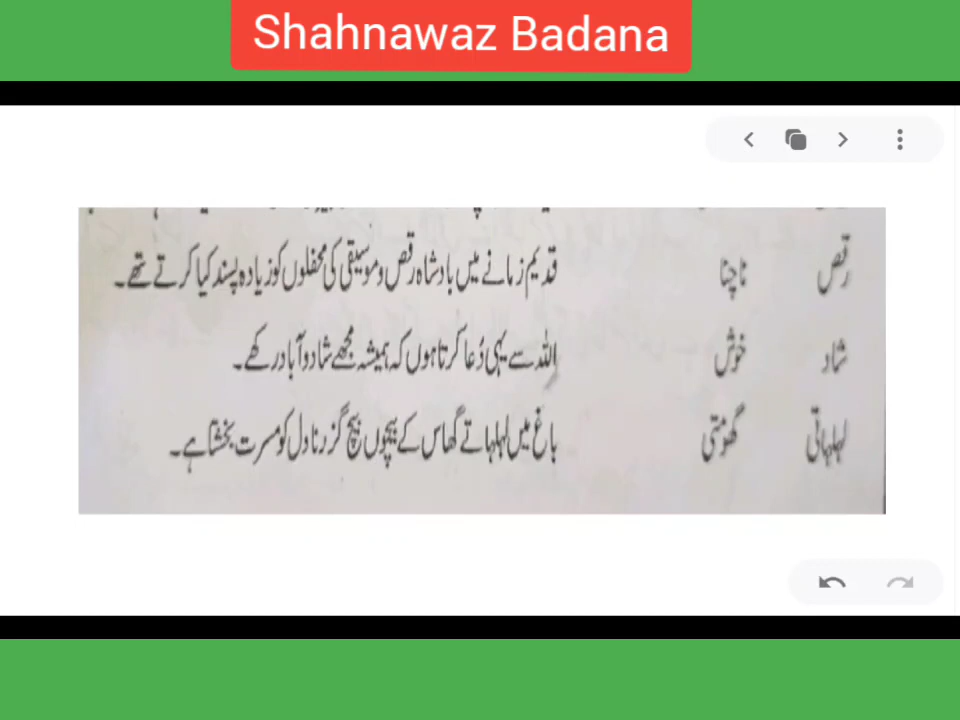 Shahnawaz Badana
رقص ناچنا قدیم زمانے میں بادشاہ رقص و موسیقی کی محفلوں کو زیادہ پسند کیا کرتے تھے۔
شاد خوش اللہ سے یہی دُعا کرتا ہوں کہ ہمیشہ مجھے شاد و آباد رکھے۔
لہلہاتی گھومتی باغ میں لہلہاتے گھاس کے بیچوں بیچ گزرنا دل کو مسرت بخشتا ہے۔